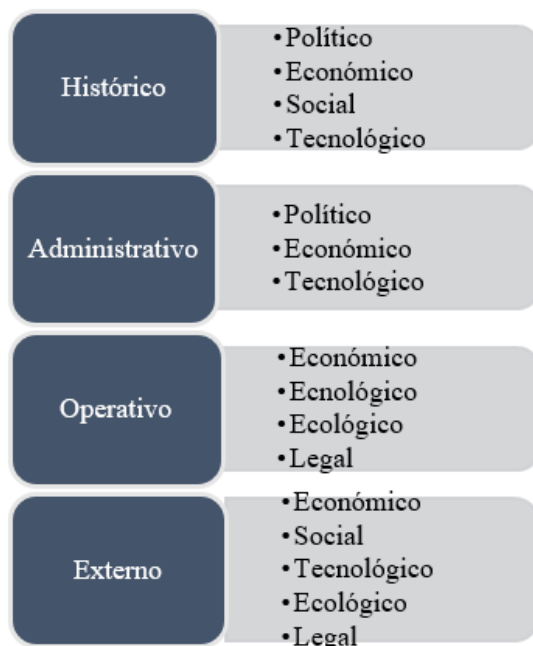 Histórico
•Político
•Económico
•Social
•Tecnológico
Administrativo
•Político
•Económico
•Tecnológico
Operativo
•Económico
•Ecnológico
•Ecológico
•Legal
Externo
•Económico
•Social
•Tecnológico
•Ecológico
•Legal